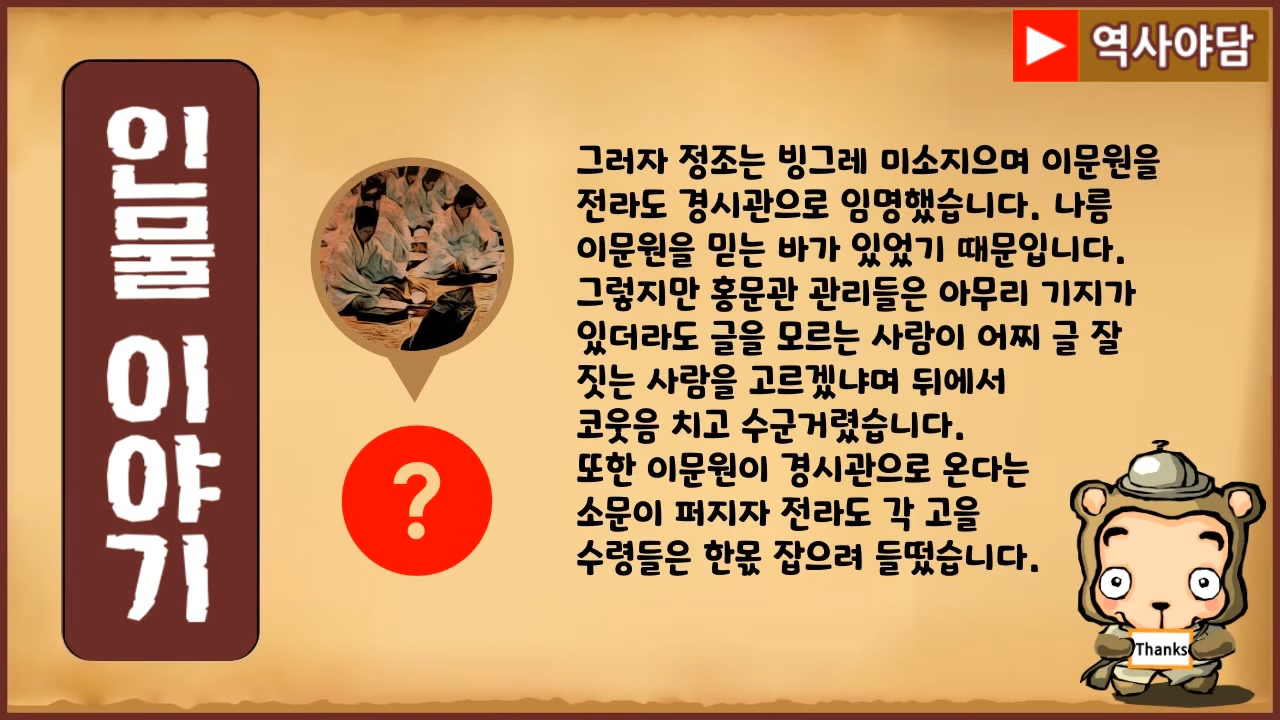 역사야담
인물 이야기
그러자 정조는 빙그레 미소지으며 이문원을
전라도 경시관으로 임명했습니다. 나름
이문원을 믿는 바가 있었기 때문입니다.
그렇지만 홍문관 관리들은 아무리 기지가
있더라도 글을 모르는 사람이 어찌 글 잘
짓는 사람을 고르겠냐며 뒤에서
코웃음 치고 수군거렸습니다.
또한 이문원이 경시관으로 온다는
소문이 퍼지자 전라도 각 고을
수령들은 한몫 잡으려 들떴습니다.
?
Thanks